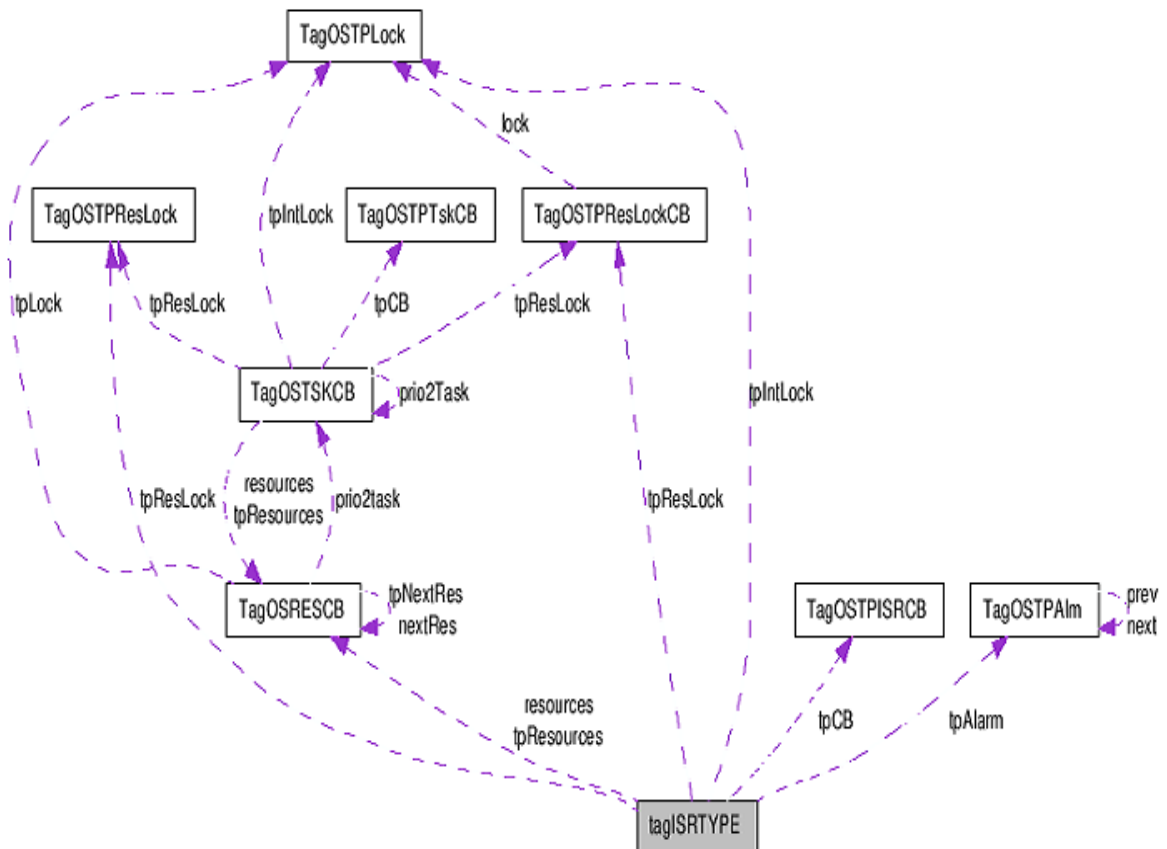 TagOSTPLock
lock
TagOSTPResLock
tpIntLock
TagOSTPTskCB
TagOSTPResLockCB
tpLock
tpResLock
tpCB
tpResLock
TagOSTSKCB
prio2Task
tpIntLock
tpResLock
resources
tpResources
prio2task
tpResLock
TagOSRESCB
tpNextRes
nextRes
TagOSTPISRCB
TagOSTPAlm
prev
next
resources
tpResources
tpCB
tpAlarm
tagISRTYPE